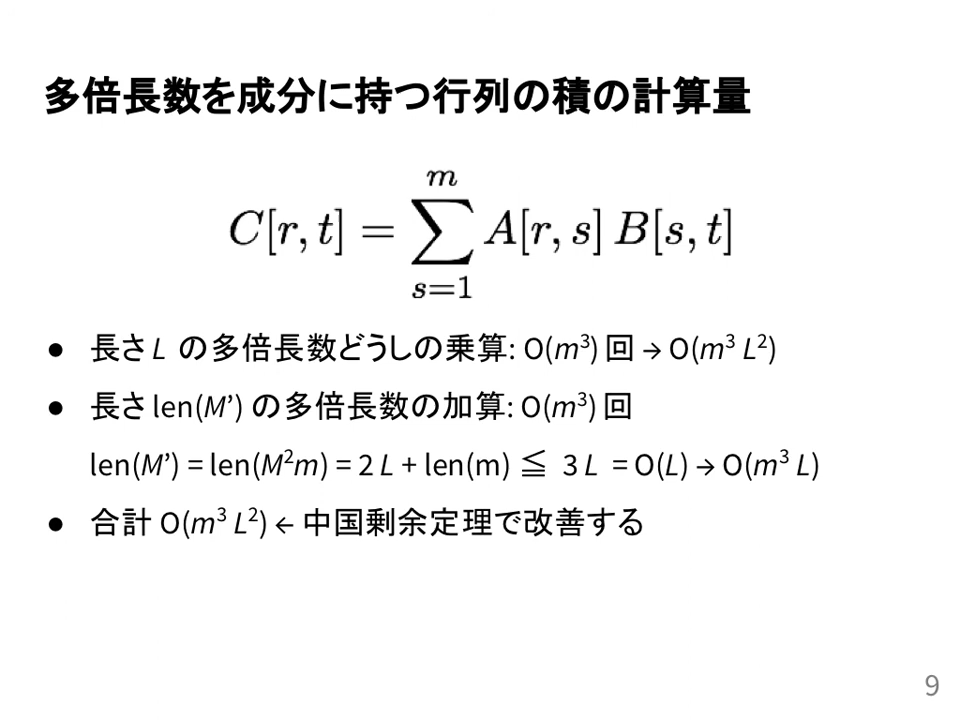 多倍長数を成分に持つ行列の積の計算量
C[r, t] = \sum_{s=1}^{m} A[r, s] B[s, t]
● 長さ L の多倍長数どうしの乗算: O(m³) 回 → O(m³ L²)
● 長さ len(M’) の多倍長数の加算: O(m³) 回
len(M’) = len(M²m) = 2 L + len(m) ≦ 3 L = O(L) → O(m³ L)
● 合計 O(m³ L²) ← 中国剰余定理で改善する
9